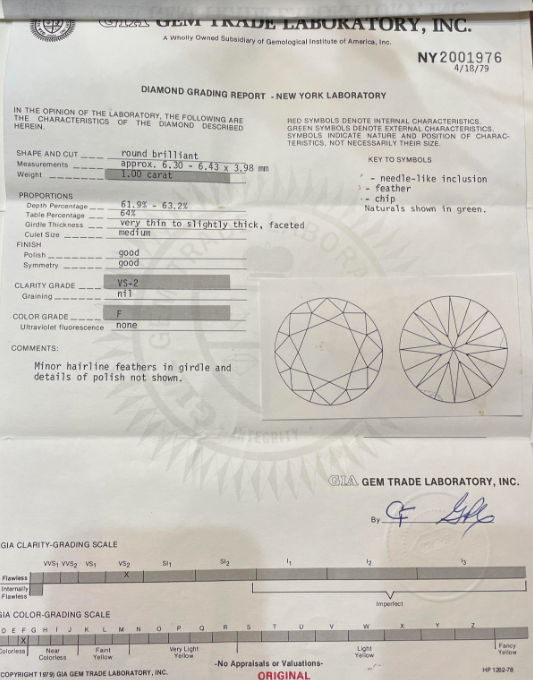 GIA GEM TRADE LABORATORY, INC.
A Wholly Owned Subsidiary of Gemological Institute of America, Inc.
NY2001976
4/18/79
DIAMOND GRADING REPORT - NEW YORK LABORATORY
IN THE OPINION OF THE LABORATORY, THE FOLLOWING ARE
THE CHARACTERISTICS OF THE DIAMOND DESCRIBED
HEREIN.
RED SYMBOLS DENOTE INTERNAL CHARACTERISTICS.
GREEN SYMBOLS DENOTE EXTERNAL CHARACTERISTICS.
SYMBOLS INDICATE NATURE AND POSITION OF CHARAC-
TERISTICS, NOT NECESSARILY THEIR SIZE.
SHAPE AND CUT round brilliant
Measurements approx. 6.30 - 6.43 x 3.98 mm
Weight 1.00 carat
KEY TO SYMBOLS
- needle-like inclusion
- feather
- chip
Naturals shown in green.
PROPORTIONS
Depth Percentage 61.9% - 63.2%
Table Percentage 64%
Girdle Thickness very thin to slightly thick, faceted
Culet Size medium
FINISH
Polish good
Symmetry good
CLARITY GRADE VS-2
Graining nil
COLOR GRADE F
Ultraviolet fluorescence none
COMMENTS:
Minor hairline feathers in girdle and
details of polish not shown.
INTEGRITY
GIA GEM TRADE LABORATORY, INC.
By
GIA CLARITY-GRADING SCALE
VVS1 VVS2 VS1 VS2 SI1 SI2 I1 I2 I3
X
Flawless
Internally
Flawless
Imperfect
GIA COLOR-GRADING SCALE
D E F G H I J K L M N O P Q R S T U V W X Y Z
X
Colorless
Near
Colorless
Faint
Yellow
Very Light
Yellow
Light
Yellow
Fancy
Yellow
-No Appraisals or Valuations-
COPYRIGHT 1978 GIA GEM TRADE LABORATORY, INC.
ORIGINAL
HP 1262-78